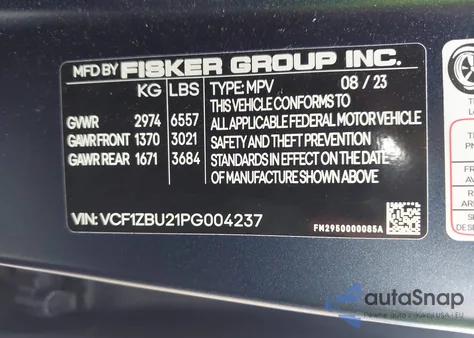 MFD BY FISKER GROUP INC.
KG LBS TYPE: MPV 08 / 23
GVWR 2974 6557 THIS VEHICLE CONFORMS TO
ALL APPLICABLE FEDERAL MOTOR VEHICLE
GAWR FRONT 1370 3021 SAFETY AND THEFT PREVENTION
GAWR REAR 1671 3684 STANDARDS IN EFFECT ON THE DATE
OF MANUFACTURE SHOWN ABOVE
VIN: VCF1ZBU21PG004237
FM2950000085A
autoSnap